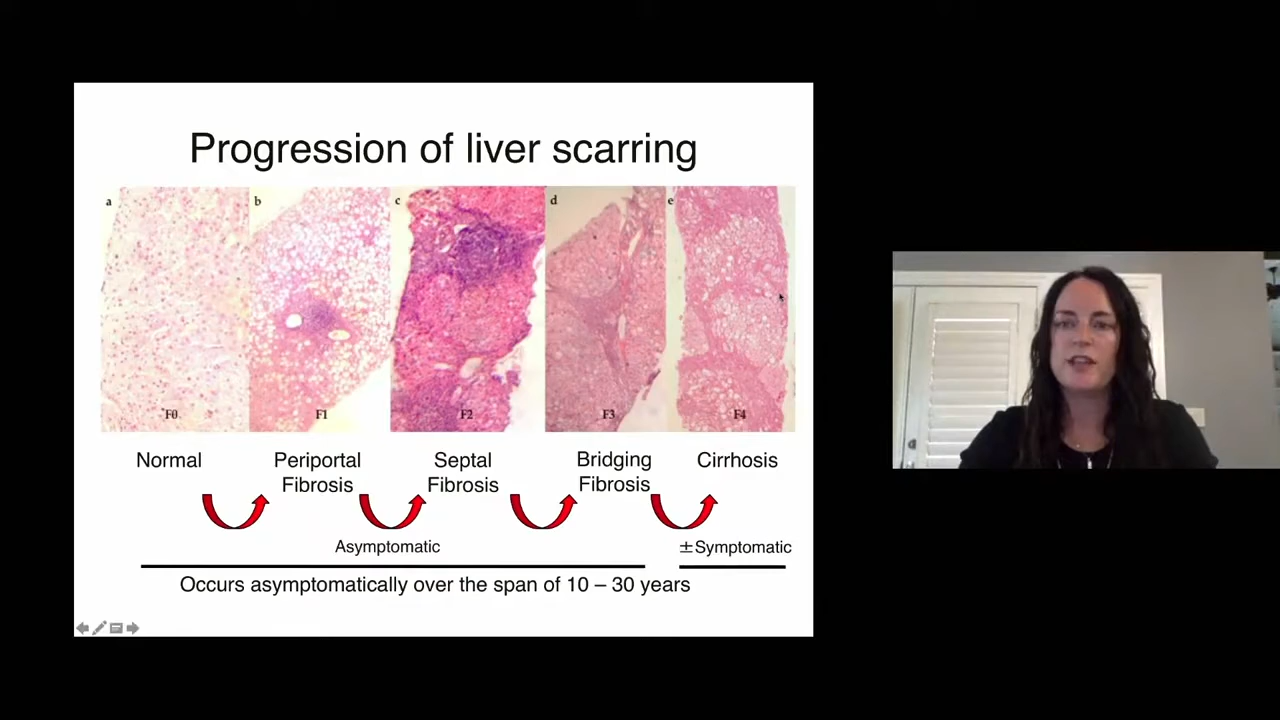 Progression of liver scarring
a b c d e
F0 F1 F2 F3 F4
Normal
Periportal
Fibrosis
Septal
Fibrosis
Bridging
Fibrosis
Cirrhosis
Asymptomatic
±Symptomatic
Occurs asymptomatically over the span of 10 – 30 years